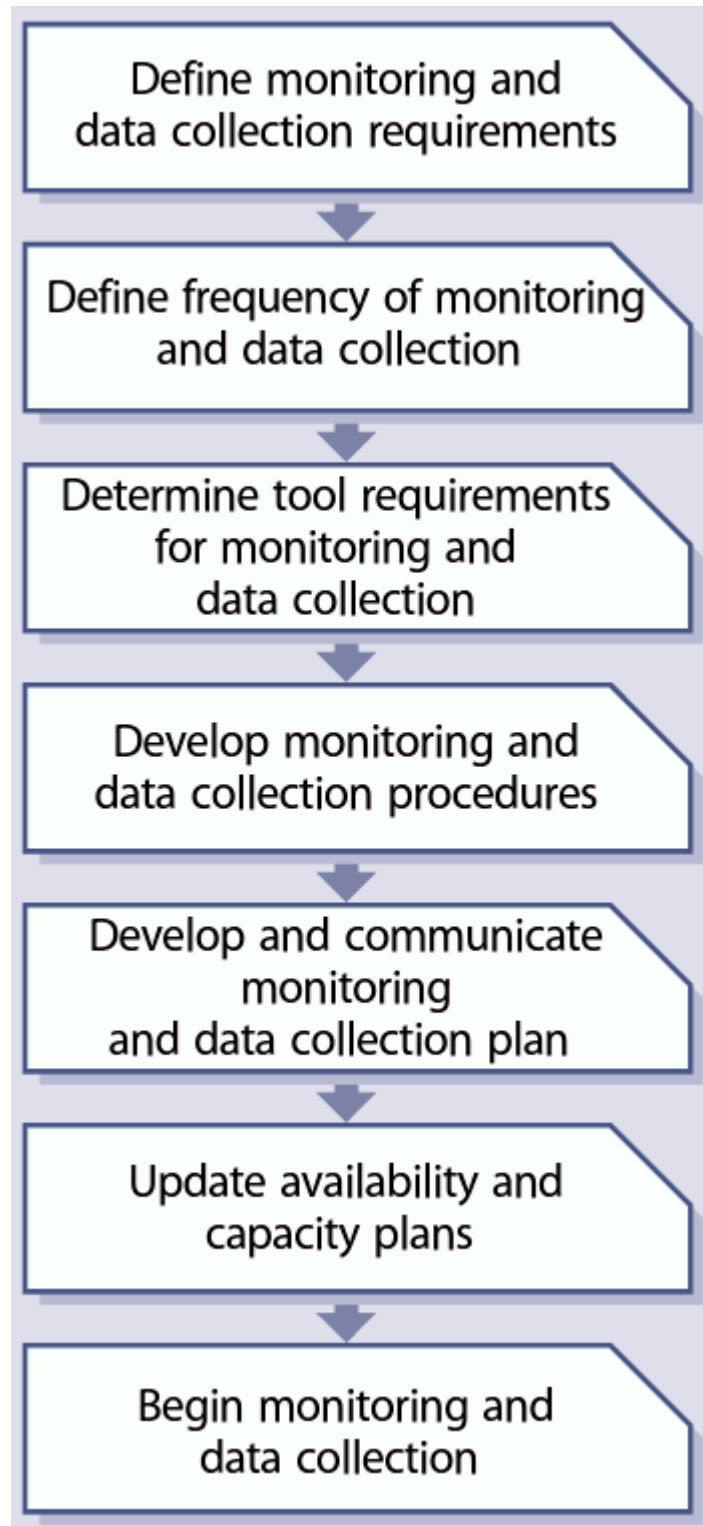 Define monitoring and
data collection requirements
Define frequency of monitoring
and data collection
Determine tool requirements
for monitoring and
data collection
Develop monitoring and
data collection procedures
Develop and communicate
monitoring
and data collection plan
Update availability and
capacity plans
Begin monitoring and
data collection